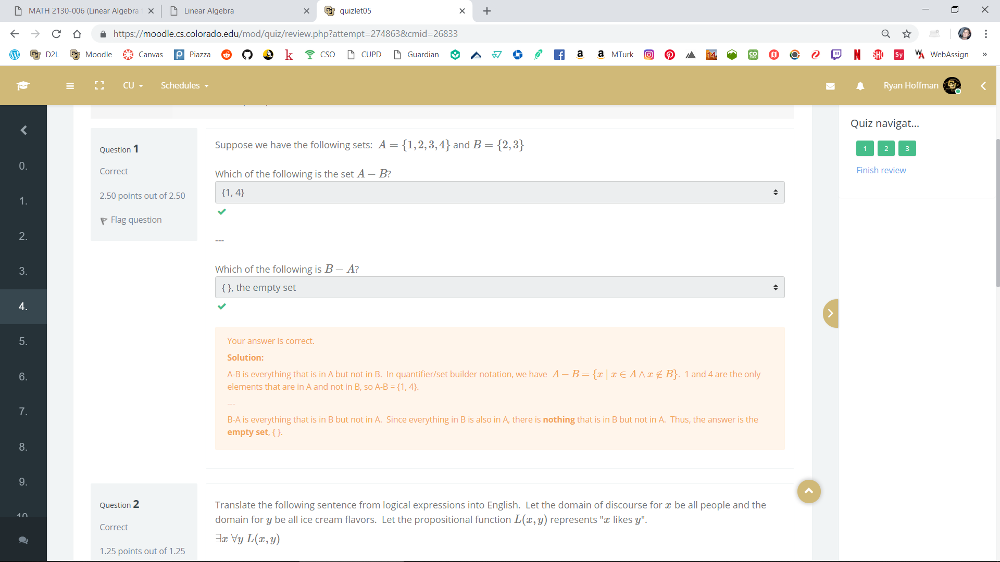 MATH 2130-006 (Linear Algebra
Linear Algebra
quizlet05
https://moodle.cs.colorado.edu/mod/quiz/review.php?attempt=274863&cmid=26833
D2L
Moodle
Canvas
Piazza
k
CSO
CUPD
Guardian
a
a MTurk
14
CO
N
SHO
Sy
WA WebAssign
»
CU
Schedules
Ryan Hoffman
0.
1.
2.
3.
4.
5.
6.
7.
8.
9.
10.
Question 1
Correct
2.50 points out of 2.50
Flag question
Suppose we have the following sets: A = {1, 2, 3, 4} and B = {2, 3}
Which of the following is the set A − B?
{1, 4}
---
Which of the following is B − A?
{ }, the empty set
Your answer is correct.
Solution:
A-B is everything that is in A but not in B. In quantifier/set builder notation, we have A − B = {x | x ∈ A ∧ x ∉ B}. 1 and 4 are the only
elements that are in A and not in B, so A-B = {1, 4}.
---
B-A is everything that is in B but not in A. Since everything in B is also in A, there is nothing that is in B but not in A. Thus, the answer is the
empty set, { }.
Question 2
Correct
1.25 points out of 1.25
Translate the following sentence from logical expressions into English. Let the domain of discourse for x be all people and the
domain for y be all ice cream flavors. Let the propositional function L(x, y) represents "x likes y".
∃x ∀y L(x, y)
Quiz navigat...
1 2 3
Finish review